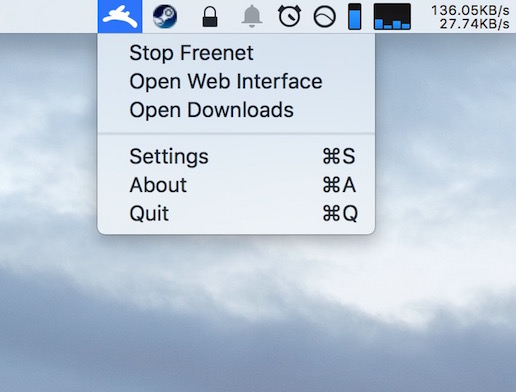 136.05KB/s
27.74KB/s
Stop Freenet
Open Web Interface
Open Downloads
Settings ⌘S
About ⌘A
Quit ⌘Q